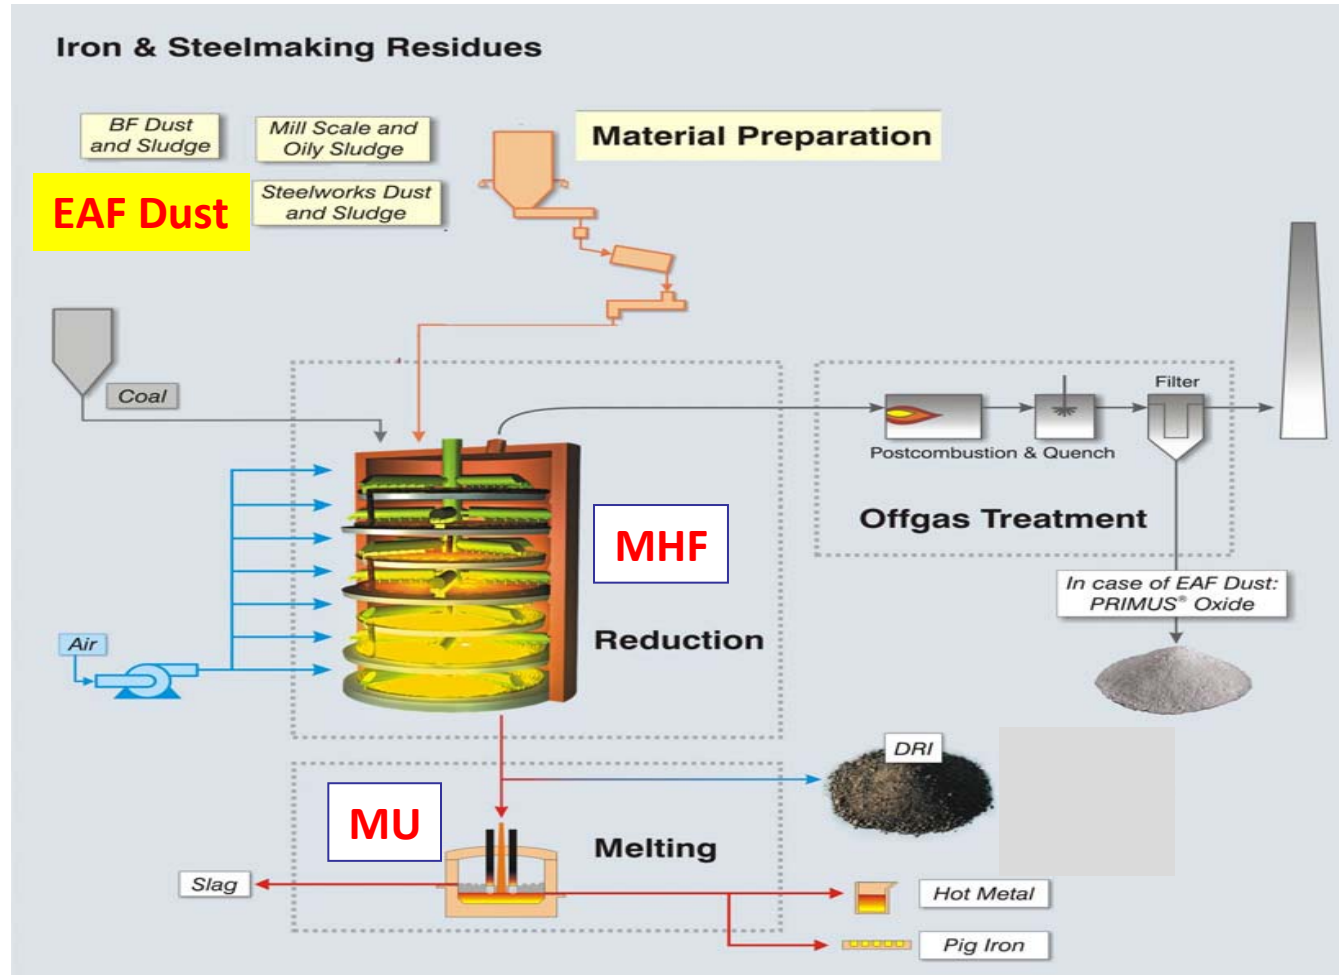 Iron & Steelmaking Residues
BF Dust
and Sludge
Mill Scale and
Oily Sludge
Material Preparation
EAF Dust
Steelworks Dust
and Sludge
Coal
Filter
Postcombustion & Quench
Offgas Treatment
MHF
In case of EAF Dust:
PRIMUS® Oxide
Reduction
Air
DRI
MU
Melting
Slag
Hot Metal
Pig Iron